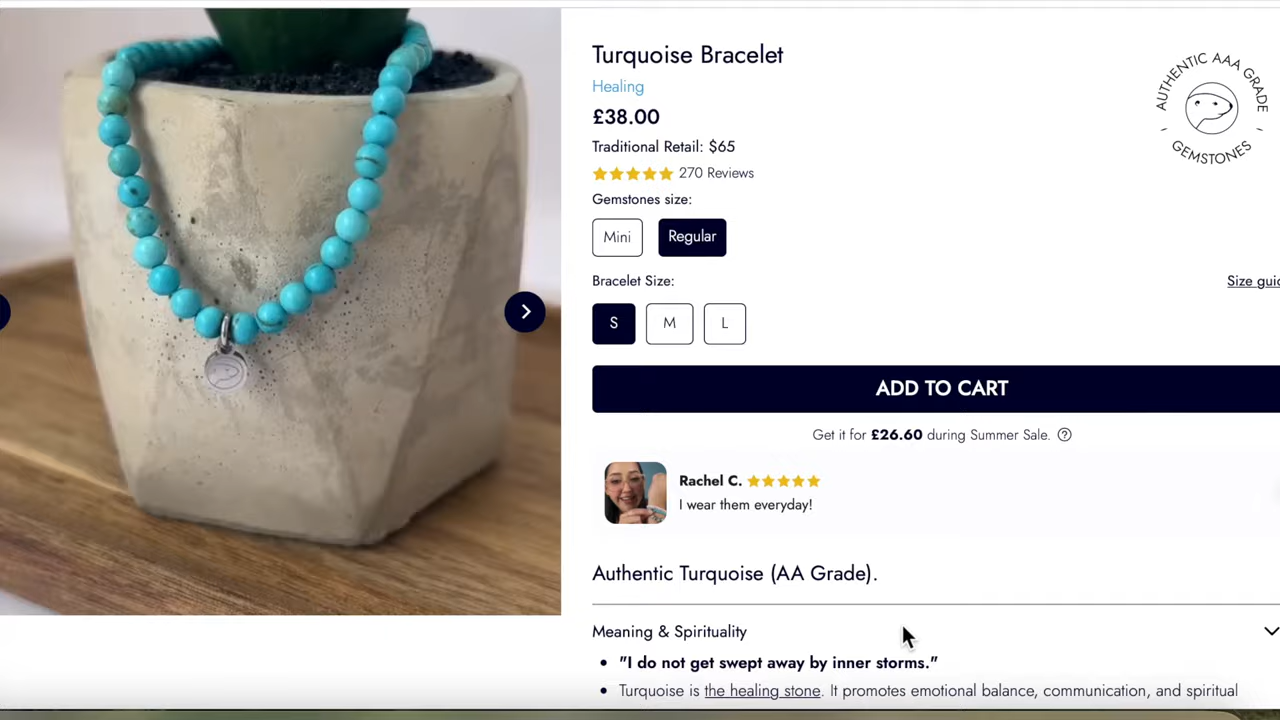 Turquoise Bracelet
Healing
£38.00
Traditional Retail: $65
270 Reviews
Gemstones size:
Mini Regular
Bracelet Size: Size guid
S M L
ADD TO CART
Get it for £26.60 during Summer Sale. ?
Rachel C.
I wear them everyday!
Authentic Turquoise (AA Grade).
Meaning & Spirituality
• "I do not get swept away by inner storms."
• Turquoise is the healing stone. It promotes emotional balance, communication, and spiritual
AUTHENTIC AAA GRADE
GEMSTONES